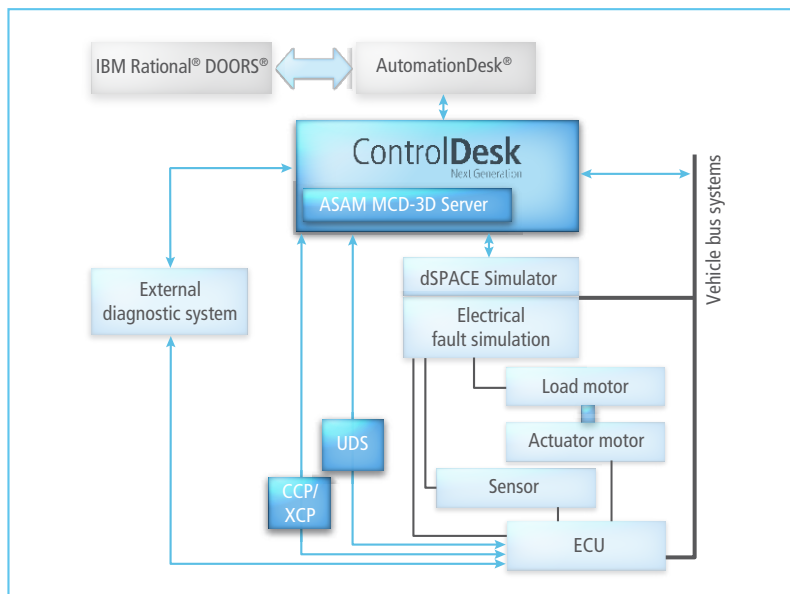 IBM Rational® DOORS®
AutomationDesk®
ControlDesk
Next Generation
ASAM MCD-3D Server
Vehicle bus systems
External
diagnostic system
dSPACE Simulator
Electrical
fault simulation
Load motor
Actuator motor
UDS
Sensor
CCP/
XCP
ECU